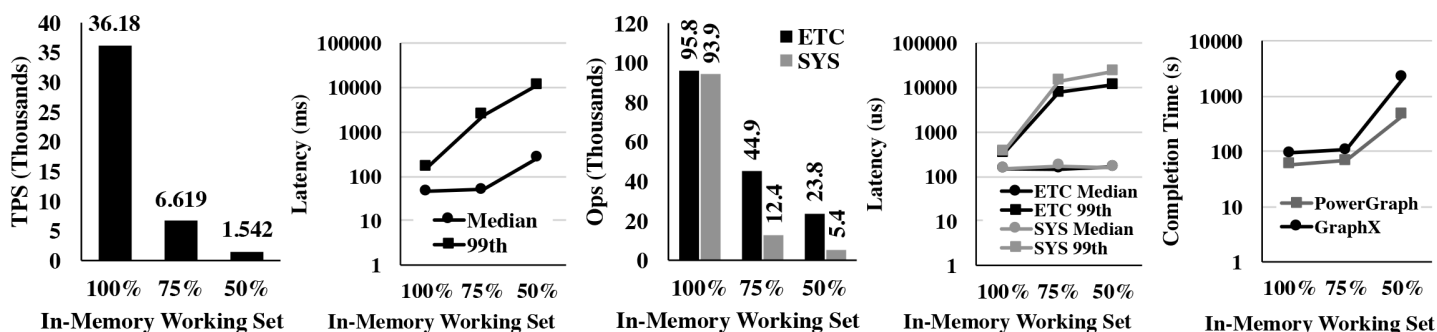 TPS (Thousands)
40
35
30
25
20
15
10
5
0
36.18
6.619
1.542
100%
75%
50%
In-Memory Working Set
Latency (ms)
100000
10000
1000
100
10
1
Median
99th
100%
75%
50%
In-Memory Working Set
Ops (Thousands)
120
100
80
60
40
20
0
95.8
93.9
44.9
12.4
23.8
5.4
ETC
SYS
100%
75%
50%
In-Memory Working Set
Latency (us)
100000
10000
1000
100
10
1
ETC Median
ETC 99th
SYS Median
SYS 99th
100%
75%
50%
In-Memory Working Set
Completion Time (s)
10000
1000
100
10
1
PowerGraph
GraphX
100%
75%
50%
In-Memory Working Set